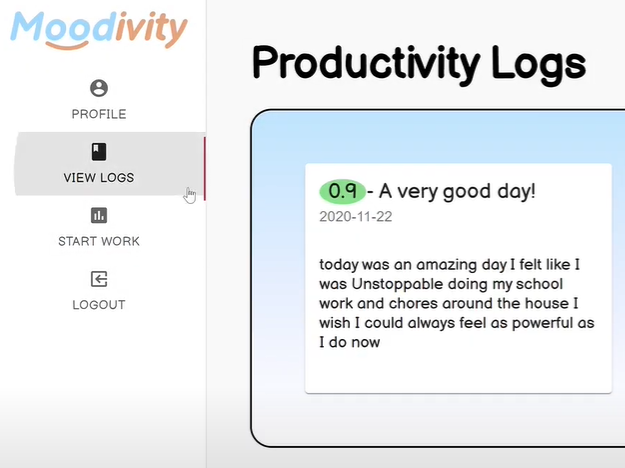 Moodivity
PROFILE
VIEW LOGS
START WORK
LOGOUT
Productivity Logs
0.9 - A very good day!
2020-11-22
today was an amazing day I felt like I
was Unstoppable doing my school
work and chores around the house I
wish I could always feel as powerful as
I do now